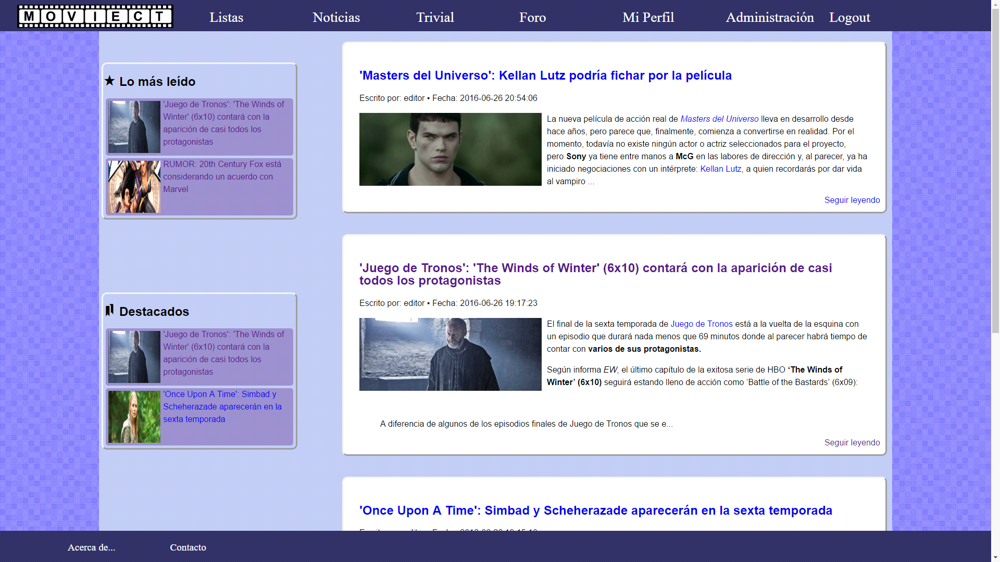 MOVIECT
Listas
Noticias
Trivial
Foro
Mi Perfil
Administración
Logout
Lo más leído
'Juego de Tronos': 'The Winds of
Winter' (6x10) contará con la
aparición de casi todos los
protagonistas
RUMOR: 20th Century Fox está
considerando un acuerdo con
Marvel
Destacados
'Juego de Tronos': 'The Winds of
Winter' (6x10) contará con la
aparición de casi todos los
protagonistas
'Once Upon A Time': Simbad y
Scheherazade aparecerán en la
sexta temporada
'Masters del Universo': Kellan Lutz podría fichar por la película
Escrito por: editor ▪ Fecha: 2016-06-26 20:54:06
La nueva película de acción real de Masters del Universo lleva en desarrollo desde
hace años, pero parece que, finalmente, comienza a convertirse en realidad. Por el
momento, todavía no existe ningún actor o actriz seleccionados para el proyecto,
pero Sony ya tiene entre manos a McG en las labores de dirección y, al parecer, ya ha
iniciado negociaciones con un intérprete: Kellan Lutz, a quien recordarás por dar vida
al vampiro ...
Seguir leyendo
'Juego de Tronos': 'The Winds of Winter' (6x10) contará con la aparición de casi
todos los protagonistas
Escrito por: editor ▪ Fecha: 2016-06-26 19:17:23
El final de la sexta temporada de Juego de Tronos está a la vuelta de la esquina con
un episodio que durará nada menos que 69 minutos donde al parecer habrá tiempo de
contar con varios de sus protagonistas.
Según informa EW, el último capítulo de la exitosa serie de HBO ‘The Winds of
Winter’ (6x10) seguirá estando lleno de acción como ‘Battle of the Bastards’ (6x09):
A diferencia de algunos de los episodios finales de Juego de Tronos que se e...
Seguir leyendo
'Once Upon A Time': Simbad y Scheherazade aparecerán en la sexta temporada
Acerca de...
Contacto